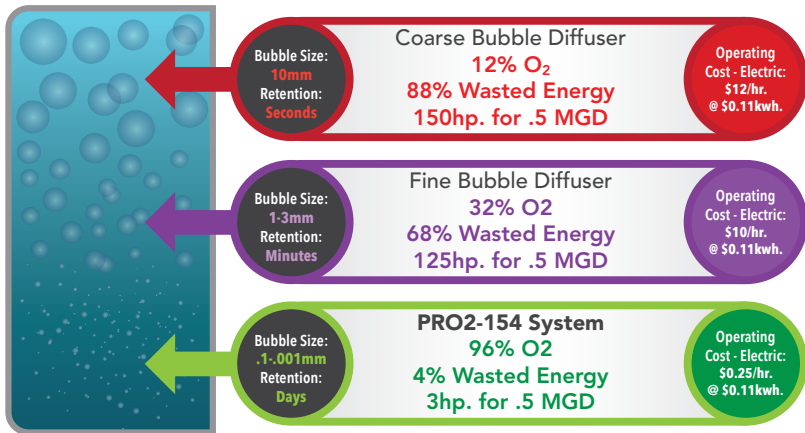 Bubble Size:
10mm
Retention:
Seconds
Coarse Bubble Diffuser
12% O₂
88% Wasted Energy
150hp. for .5 MGD
Operating
Cost - Electric:
$12/hr.
@ $0.11kwh.
Bubble Size:
1-3mm
Retention:
Minutes
Fine Bubble Diffuser
32% O2
68% Wasted Energy
125hp. for .5 MGD
Operating
Cost - Electric:
$10/hr.
@ $0.11kwh.
Bubble Size:
.1-.001mm
Retention:
Days
PRO2-154 System
96% O2
4% Wasted Energy
3hp. for .5 MGD
Operating
Cost - Electric:
$0.25/hr.
@ $0.11kwh.